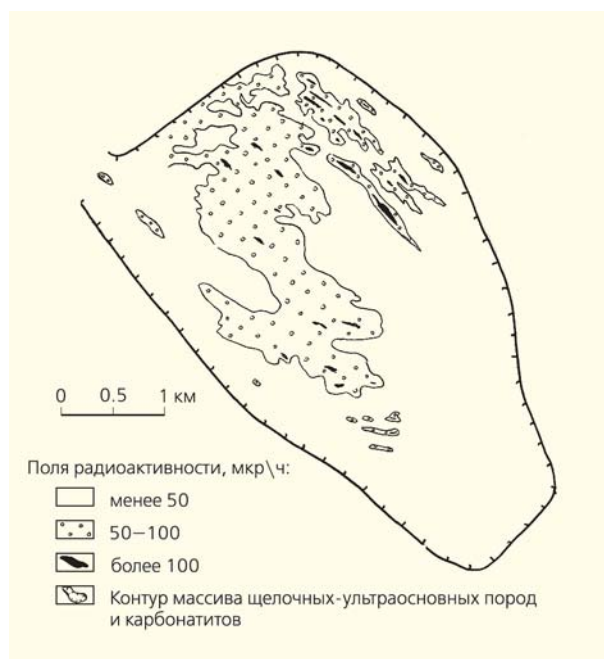 0 0.5 1 км
Поля радиоактивности, мкр\ч:
менее 50
50–100
более 100
Контур массива щелочных-ультраосновных пород
и карбонатитов